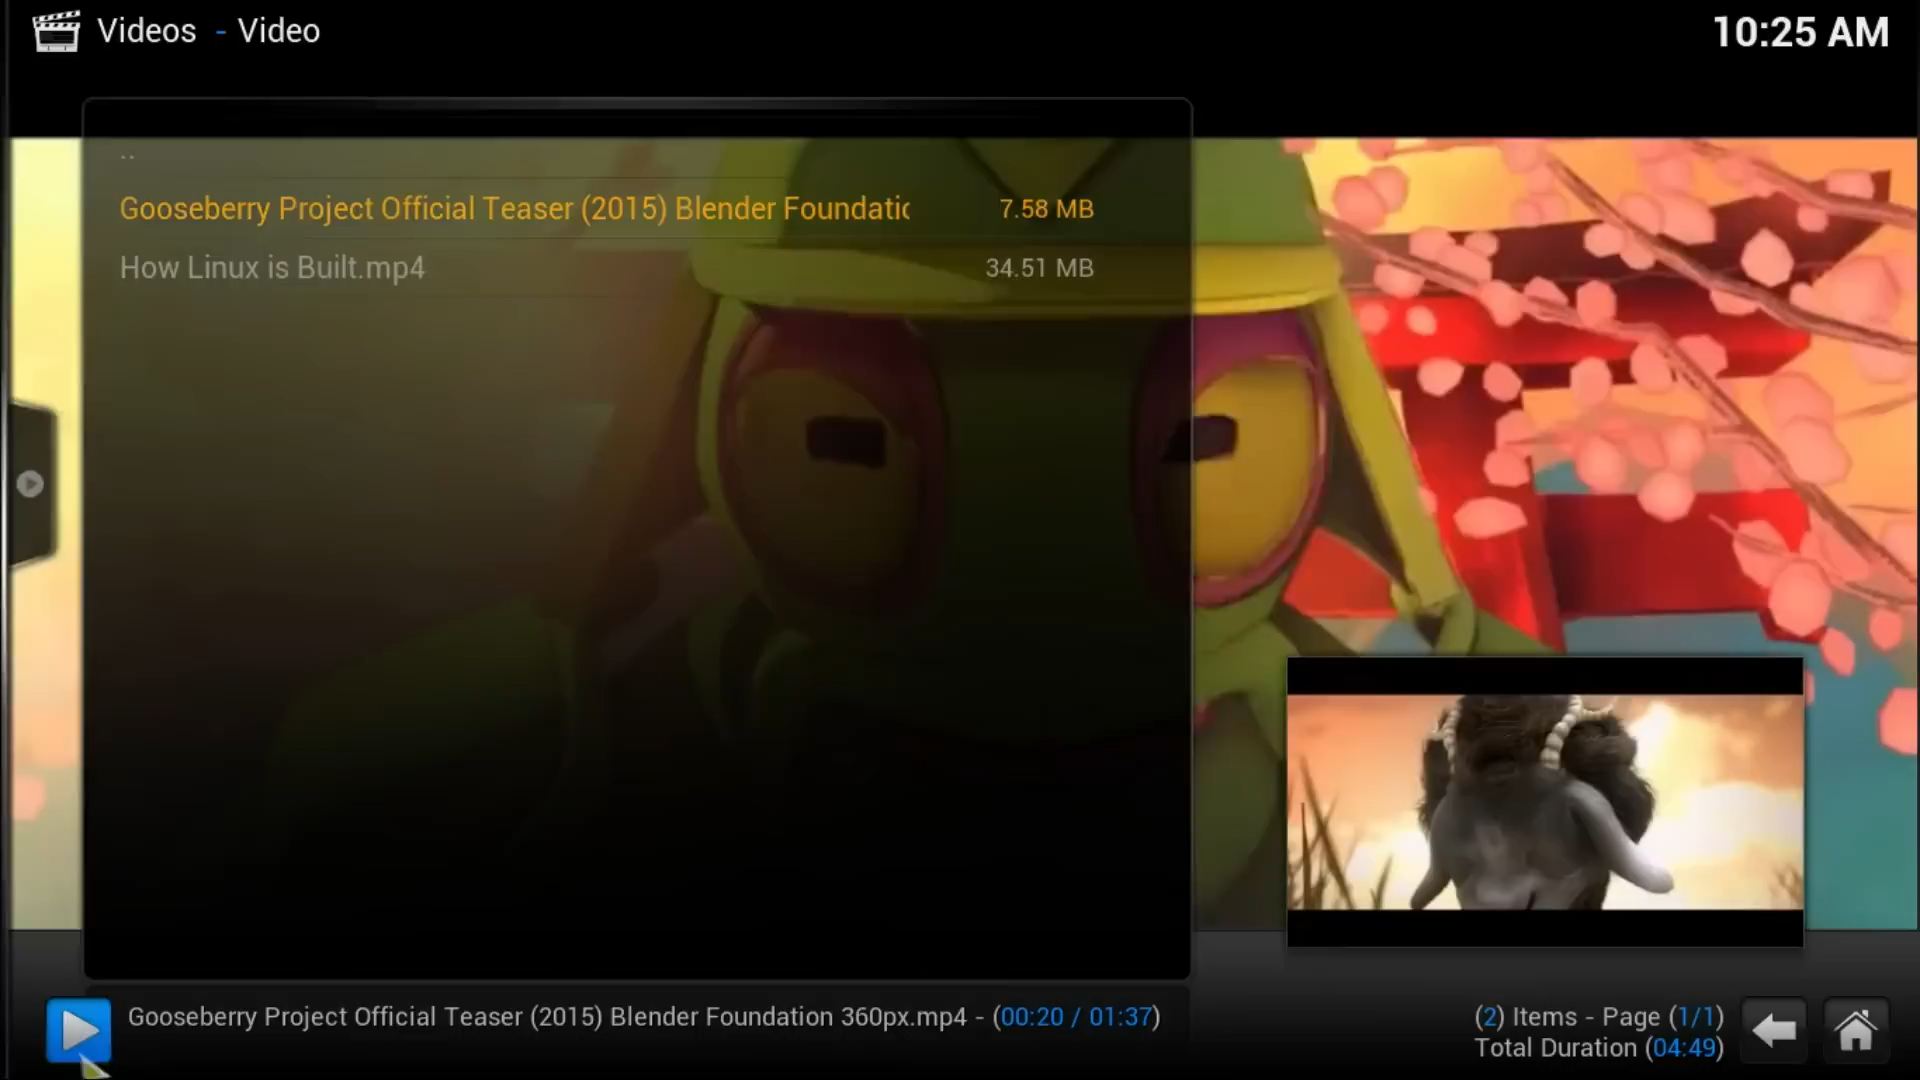 Videos - Video
10:25 AM
..
Gooseberry Project Official Teaser (2015) Blender Foundatic 7.58 MB
How Linux is Built.mp4 34.51 MB
Gooseberry Project Official Teaser (2015) Blender Foundation 360px.mp4 - (00:20 / 01:37)
(2) Items - Page (1/1)
Total Duration (04:49)